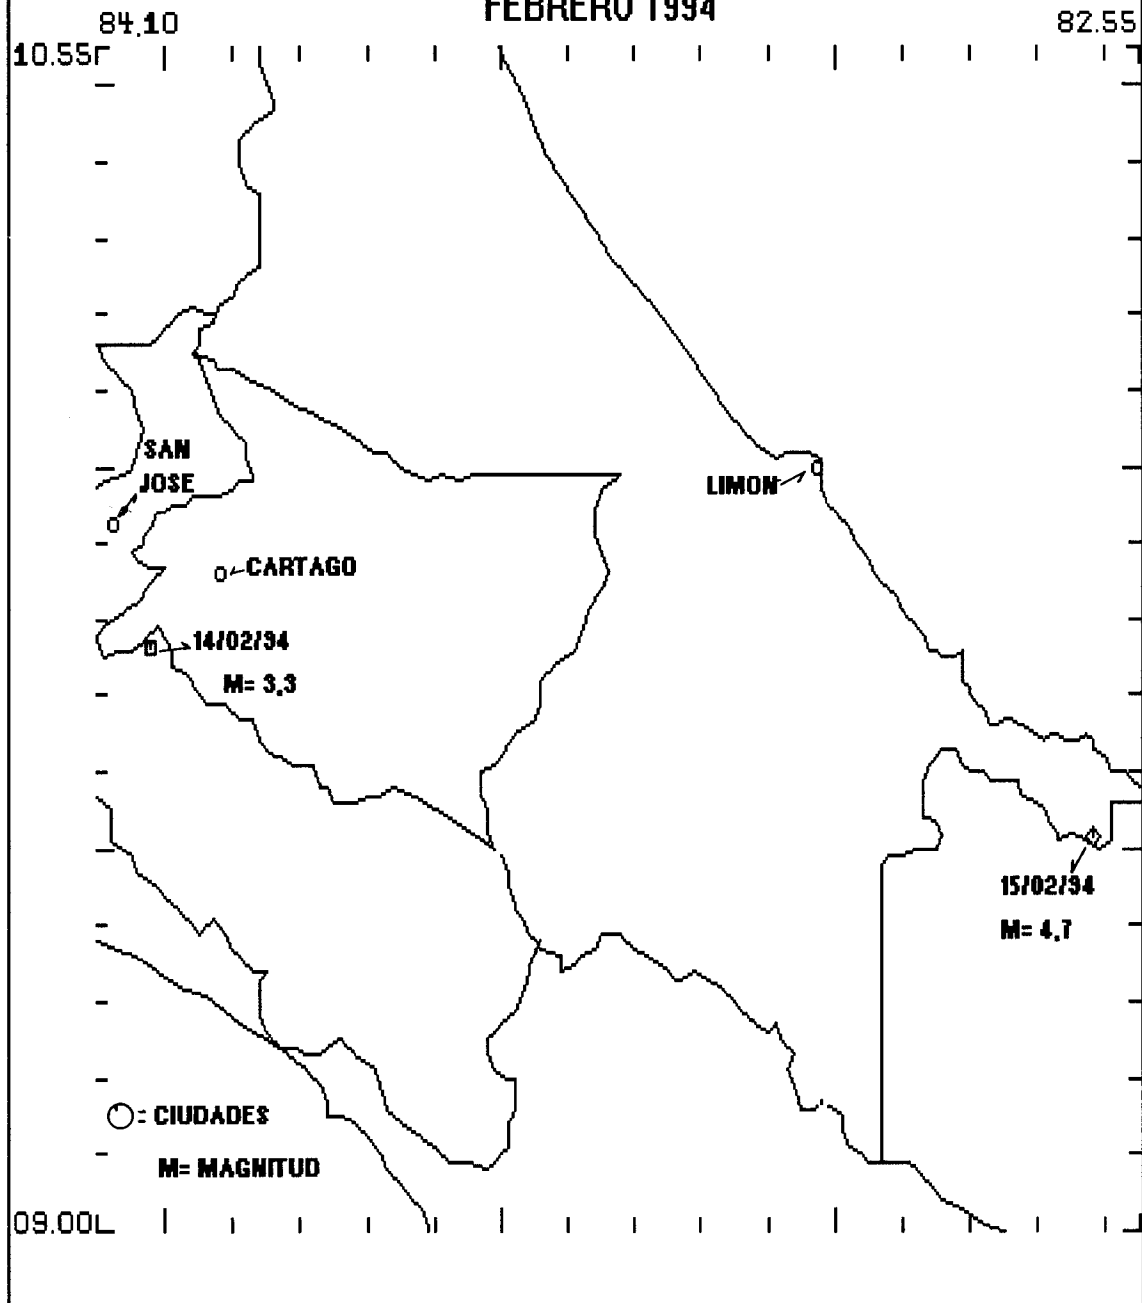 FEBRERO 1994
84.10
82.55
10.55
SAN
JOSE
LIMON
CARTAGO
14/02/94
M= 3.3
15/02/94
M= 4.7
= CIUDADES
M= MAGNITUD
09.00